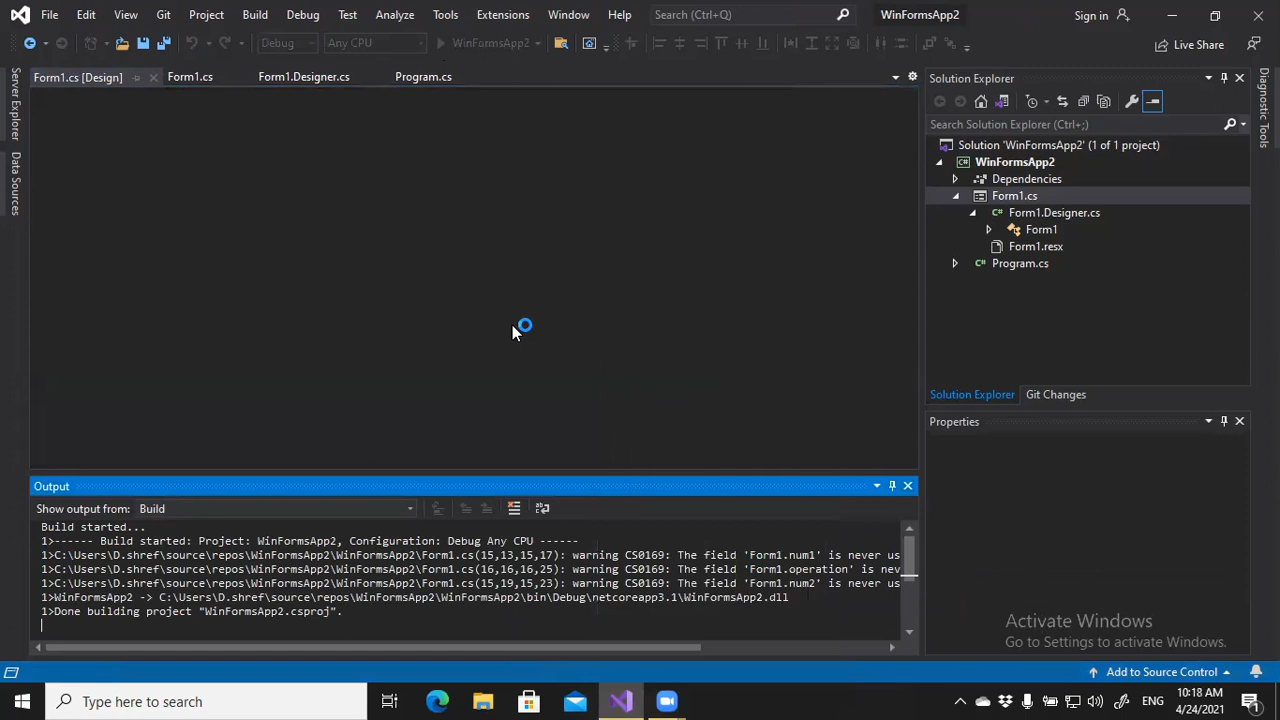 File Edit View Git Project Build Debug Test Analyze Tools Extensions Window Help Search (Ctrl+Q) WinFormsApp2 Sign in
Debug Any CPU WinFormsApp2 Live Share
Form1.cs [Design] Form1.cs Form1.Designer.cs Program.cs
Server Explorer
Data Sources
Solution Explorer
Search Solution Explorer (Ctrl+;)
Solution 'WinFormsApp2' (1 of 1 project)
WinFormsApp2
Dependencies
Form1.cs
Form1.Designer.cs
Form1
Form1.resx
Program.cs
Solution Explorer Git Changes
Properties
Diagnostic Tools
Output
Show output from: Build
Build started...
1>------ Build started: Project: WinFormsApp2, Configuration: Debug Any CPU ------
1>C:\Users\D.shref\source\repos\WinFormsApp2\WinFormsApp2\Form1.cs(15,13,15,17): warning CS0169: The field 'Form1.num1' is never us
1>C:\Users\D.shref\source\repos\WinFormsApp2\WinFormsApp2\Form1.cs(16,16,16,25): warning CS0169: The field 'Form1.operation' is nev
1>C:\Users\D.shref\source\repos\WinFormsApp2\WinFormsApp2\Form1.cs(15,19,15,23): warning CS0169: The field 'Form1.num2' is never us
1>WinFormsApp2 -> C:\Users\D.shref\source\repos\WinFormsApp2\WinFormsApp2\bin\Debug\netcoreapp3.1\WinFormsApp2.dll
1>Done building project "WinFormsApp2.csproj".
Activate Windows
Go to Settings to activate Windows.
Add to Source Control
Type here to search
ENG
10:18 AM
4/24/2021
1